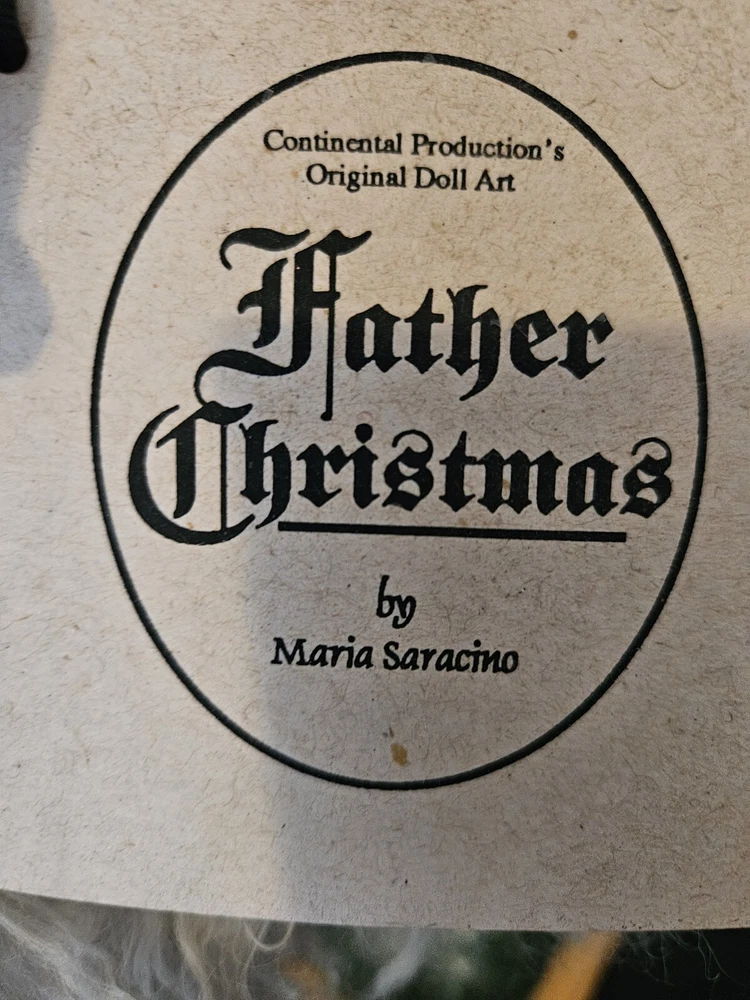 Continental Production's
Original Doll Art
Father
Christmas
by
Maria Saracino